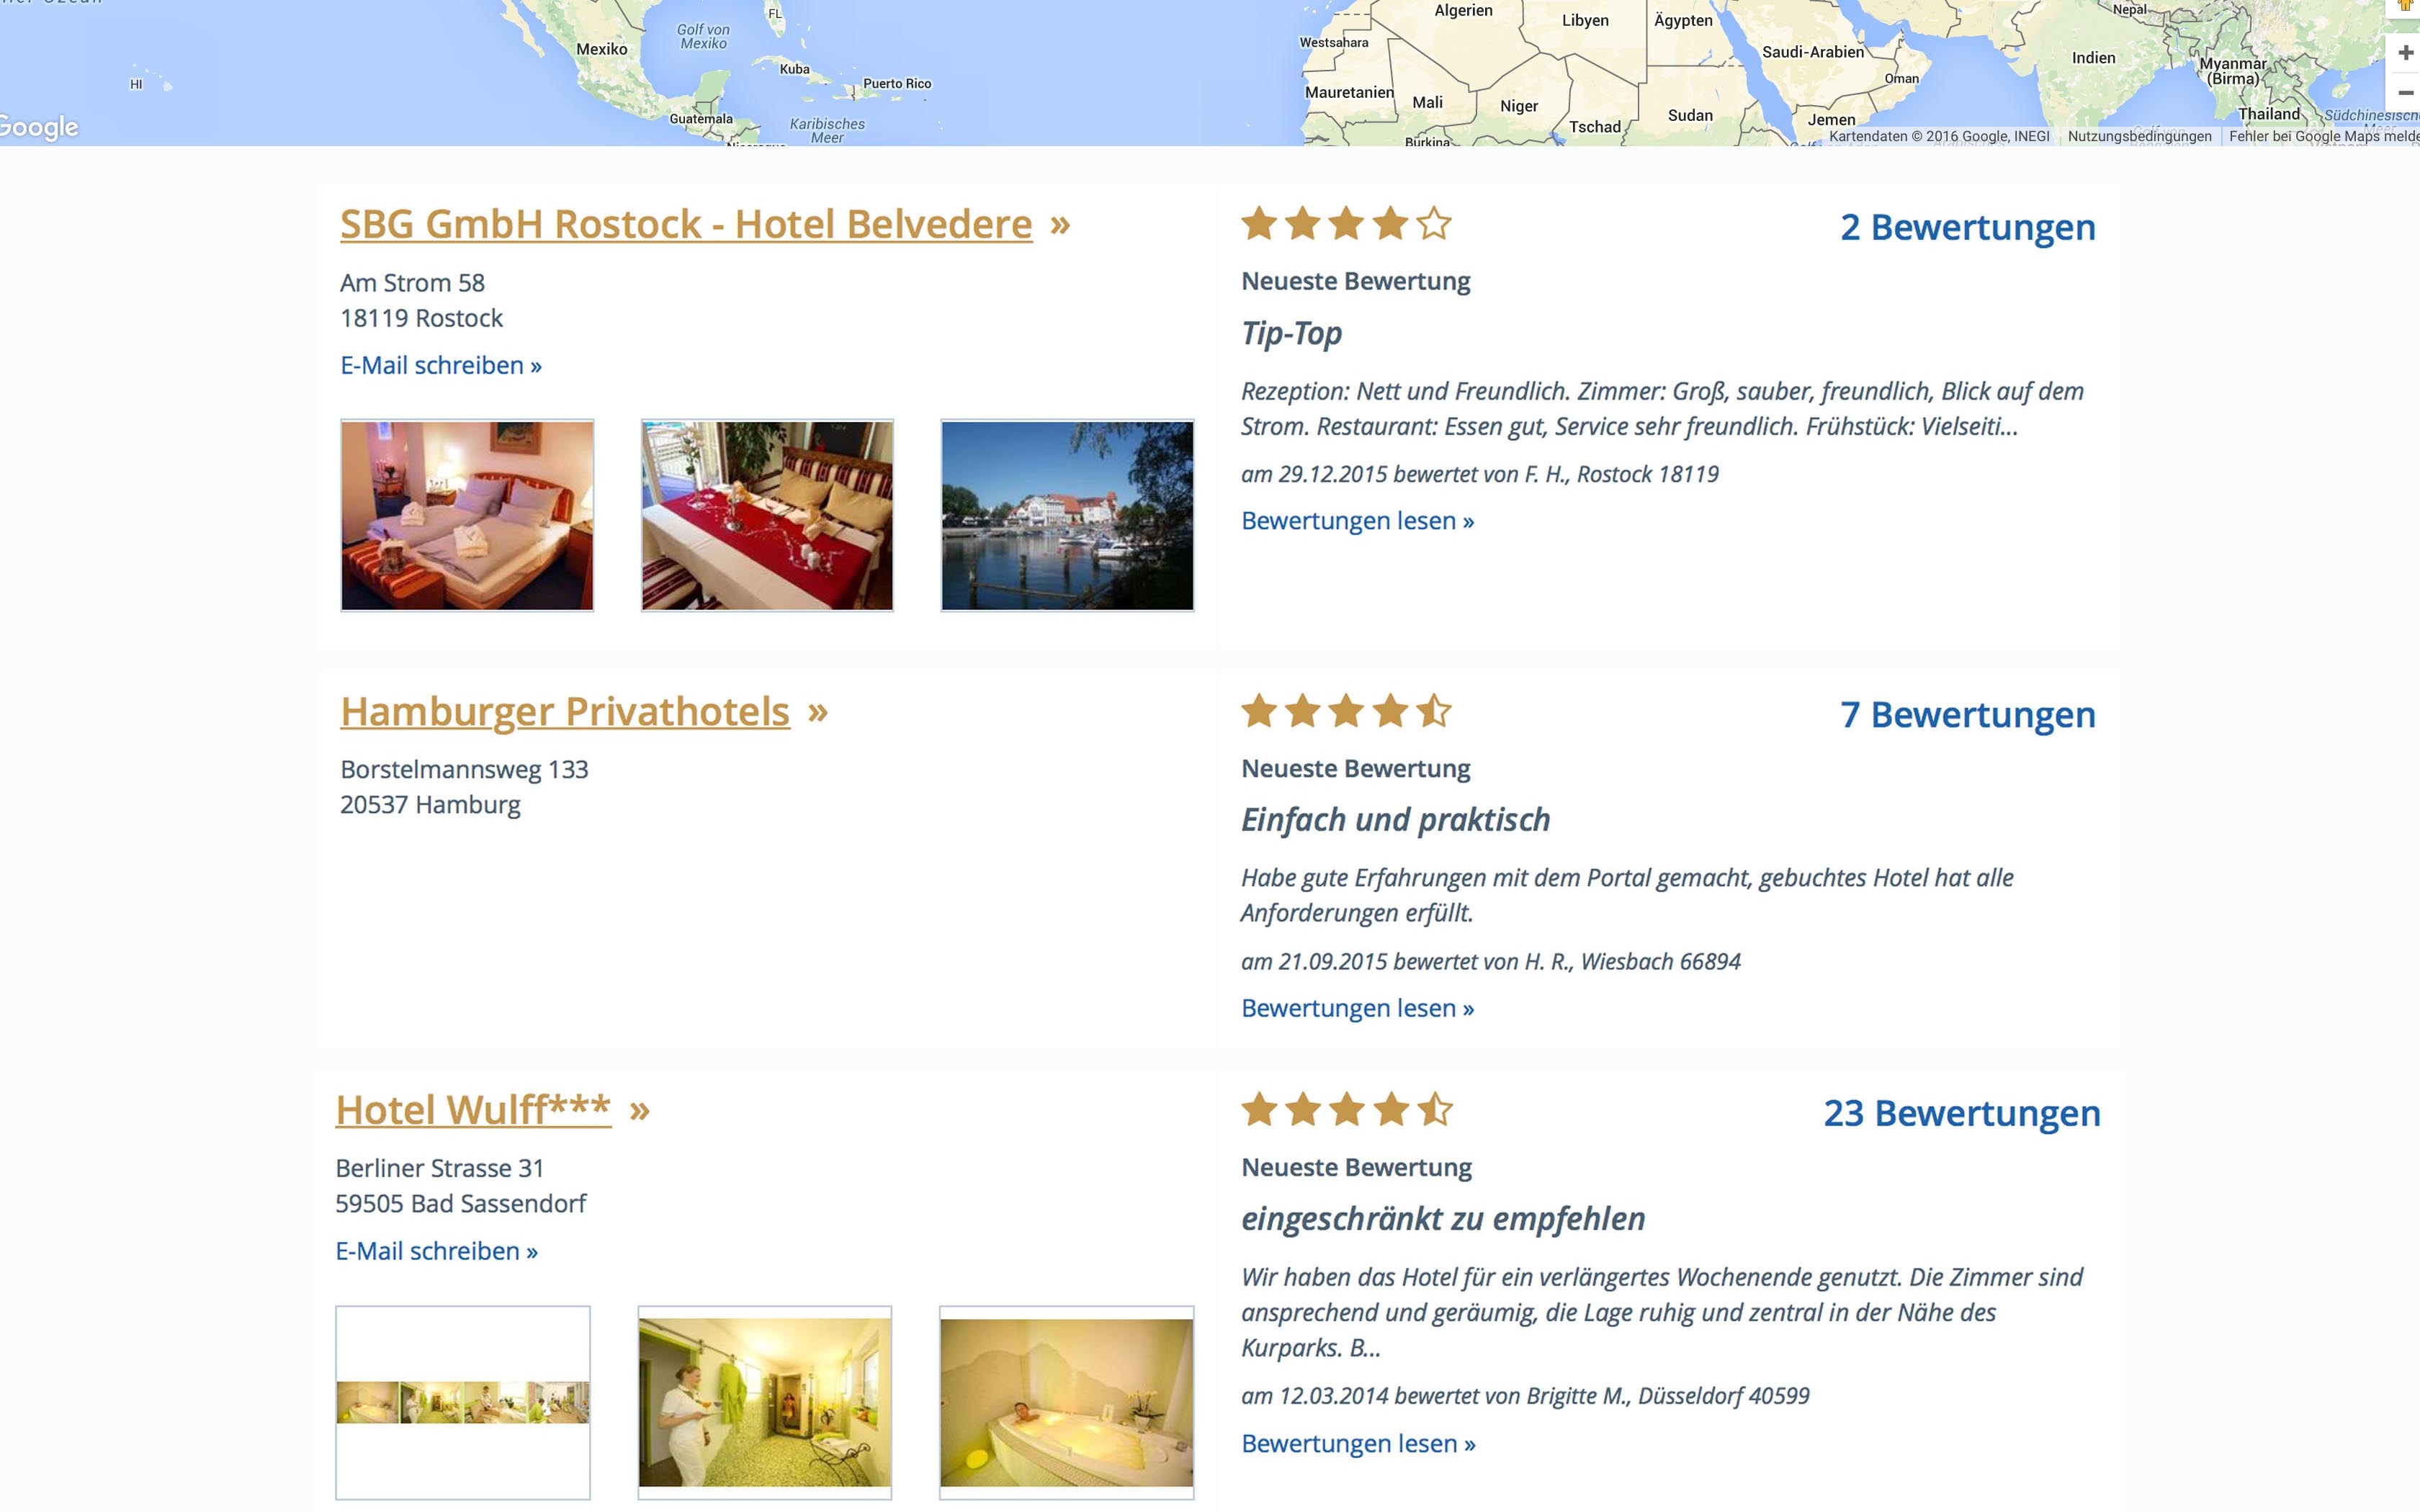 FL
Golf von
Mexiko
Mexiko
HI
Kuba
Puerto Rico
Guatemala
Karibisches
Meer
Google
Algerien
Libyen
Ägypten
Westsahara
Saudi-Arabien
Mauretanien
Mali
Niger
Tschad
Sudan
Oman
Jemen
Burkina
Nepal
Indien
Myanmar
(Birma)
Thailand
Kartendaten © 2016 Google, INEGI
Nutzungsbedingungen
Fehler bei Google Maps melde
SBG GmbH Rostock - Hotel Belvedere »
Am Strom 58
18119 Rostock
E-Mail schreiben »
2 Bewertungen
Neueste Bewertung
Tip-Top
Rezeption: Nett und Freundlich. Zimmer: Groß, sauber, freundlich, Blick auf dem
Strom. Restaurant: Essen gut, Service sehr freundlich. Frühstück: Vielseiti...
am 29.12.2015 bewertet von F. H., Rostock 18119
Bewertungen lesen »
Hamburger Privathotels »
Borstelmannsweg 133
20537 Hamburg
7 Bewertungen
Neueste Bewertung
Einfach und praktisch
Habe gute Erfahrungen mit dem Portal gemacht, gebuchtes Hotel hat alle
Anforderungen erfüllt.
am 21.09.2015 bewertet von H. R., Wiesbach 66894
Bewertungen lesen »
Hotel Wulff*** »
Berliner Strasse 31
59505 Bad Sassendorf
E-Mail schreiben »
23 Bewertungen
Neueste Bewertung
eingeschränkt zu empfehlen
Wir haben das Hotel für ein verlängertes Wochenende genutzt. Die Zimmer sind
ansprechend und geräumig, die Lage ruhig und zentral in der Nähe des
Kurparks. B...
am 12.03.2014 bewertet von Brigitte M., Düsseldorf 40599
Bewertungen lesen »